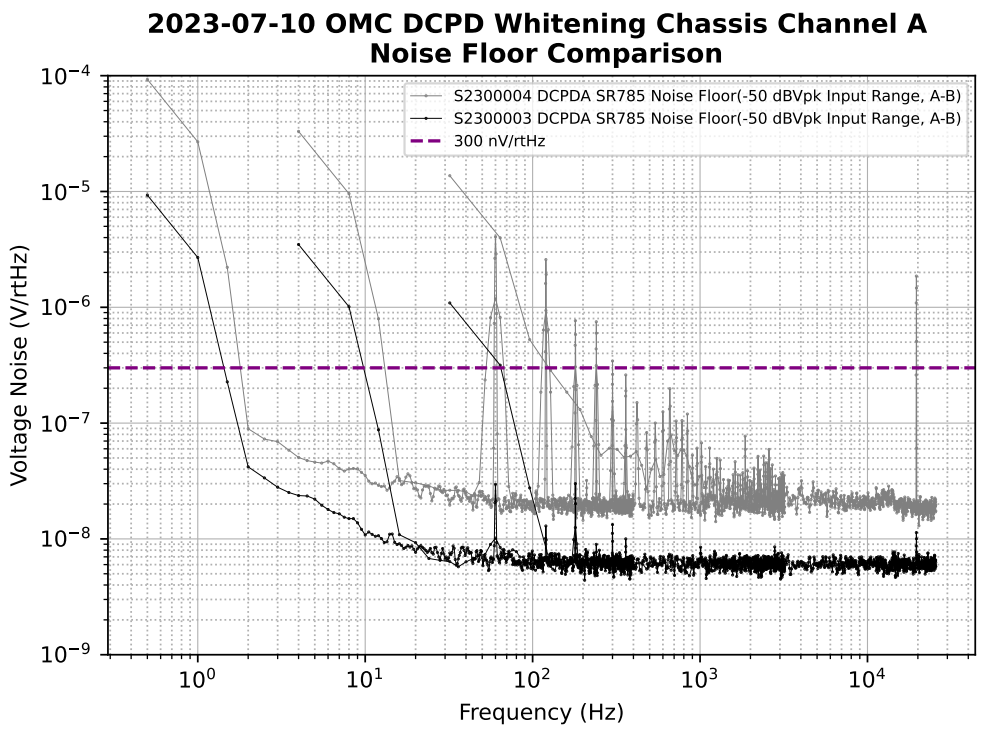 2023-07-10 OMC DCPD Whitening Chassis Channel A
Noise Floor Comparison
S2300004 DCPDA SR785 Noise Floor(-50 dBVpk Input Range, A-B)
S2300003 DCPDA SR785 Noise Floor(-50 dBVpk Input Range, A-B)
300 nV/rtHz
Voltage Noise (V/rtHz)
10⁻⁴
10⁻⁵
10⁻⁶
10⁻⁷
10⁻⁸
10⁻⁹
10⁰ 10¹ 10² 10³ 10⁴
Frequency (Hz)